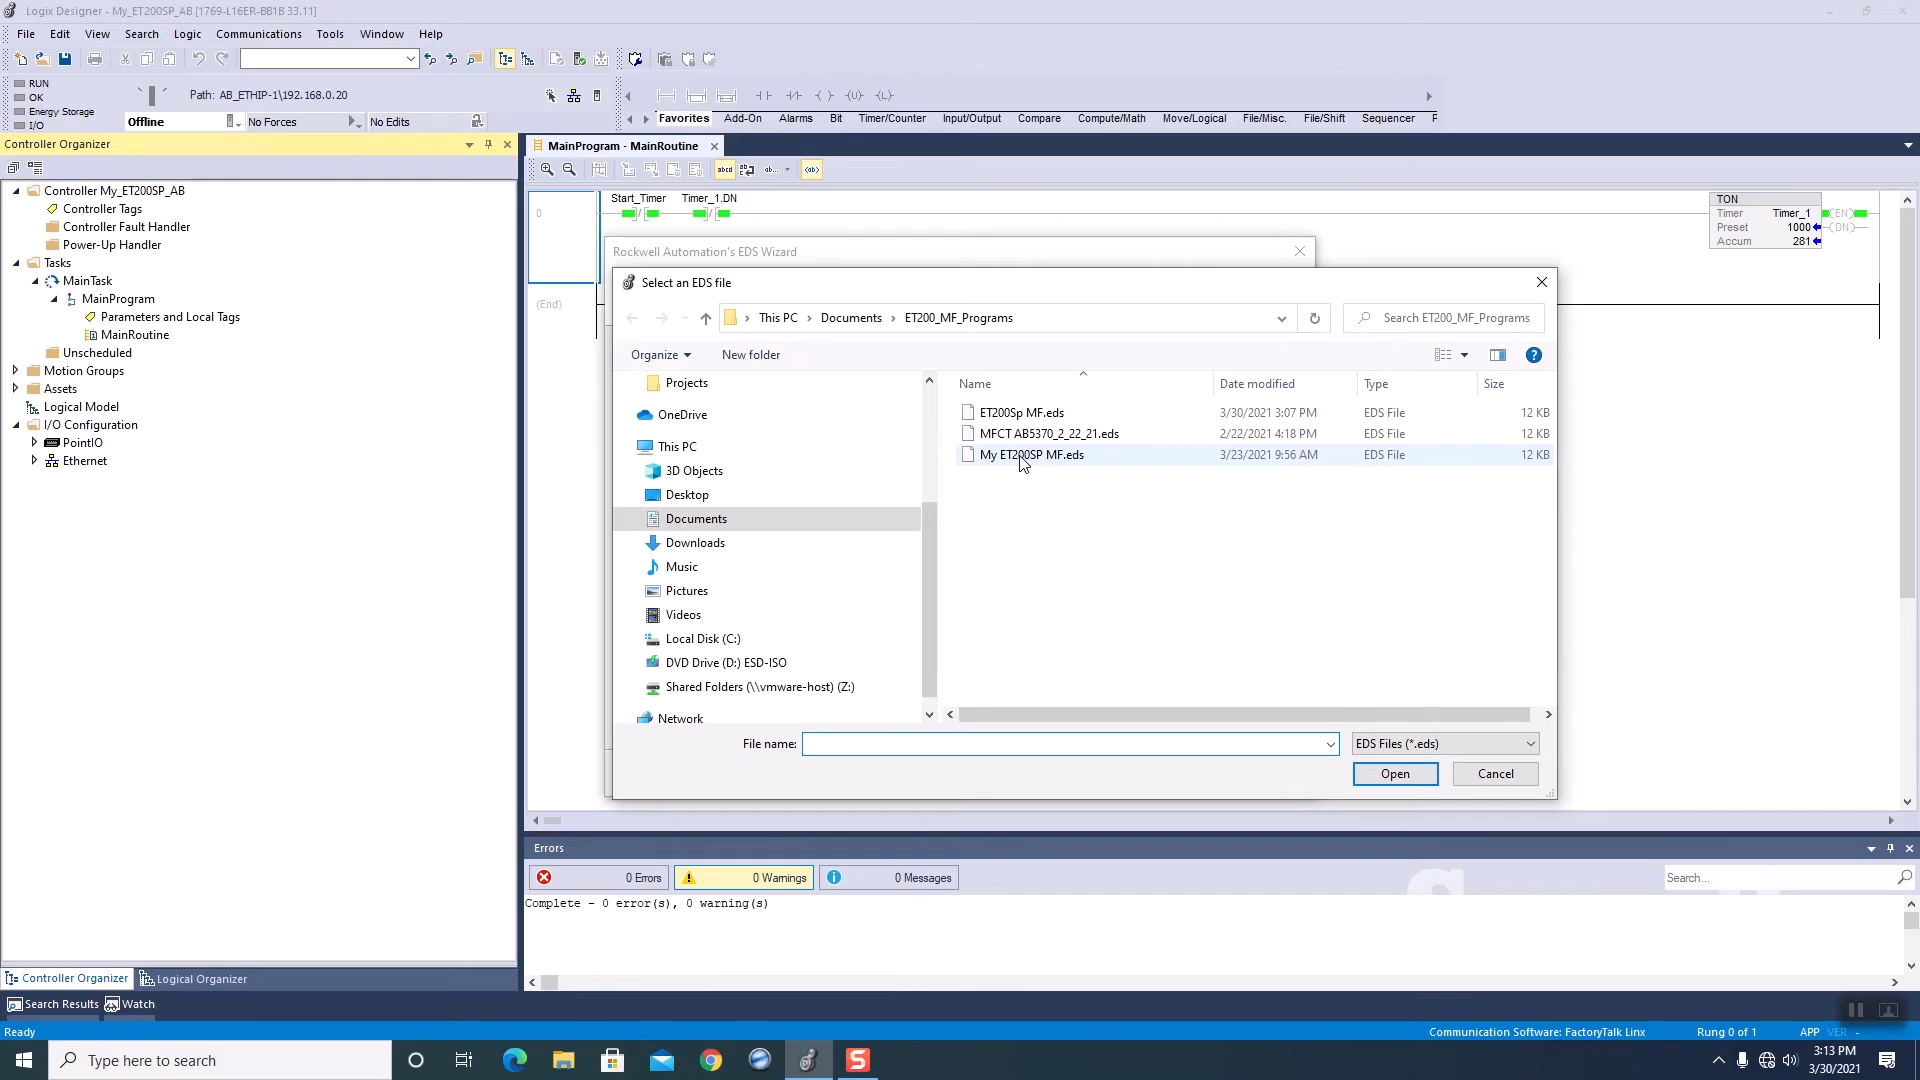 Logix Designer - My_ET200SP_AB [1769-L16ER-BB1B 33.11]
File Edit View Search Logic Communications Tools Window Help
RUN
OK
Energy Storage
I/O
Path: AB_ETHIP-1\192.168.0.20
Offline No Forces No Edits
Favorites Add-On Alarms Bit Timer/Counter Input/Output Compare Compute/Math Move/Logical File/Misc. File/Shift Sequencer P
Controller Organizer
Controller My_ET200SP_AB
Controller Tags
Controller Fault Handler
Power-Up Handler
Tasks
MainTask
MainProgram
Parameters and Local Tags
MainRoutine
Unscheduled
Motion Groups
Assets
Logical Model
I/O Configuration
PointIO
Ethernet
Controller Organizer Logical Organizer
MainProgram - MainRoutine
0
Start_Timer Timer_1.DN
TON
Timer Timer_1
Preset 1000
Accum 281
EN
DN
(End)
Rockwell Automation's EDS Wizard
Select an EDS file
This PC > Documents > ET200_MF_Programs
Search ET200_MF_Programs
Organize New folder
Projects
OneDrive
This PC
3D Objects
Desktop
Documents
Downloads
Music
Pictures
Videos
Local Disk (C:)
DVD Drive (D:) ESD-ISO
Shared Folders (\\vmware-host) (Z:)
Network
Name Date modified Type Size
ET200Sp MF.eds 3/30/2021 3:07 PM EDS File 12 KB
MFCT AB5370_2_22_21.eds 2/22/2021 4:18 PM EDS File 12 KB
My ET200SP MF.eds 3/23/2021 9:56 AM EDS File 12 KB
File name: EDS Files (*.eds)
Open Cancel
Errors
0 Errors 0 Warnings 0 Messages
Search...
Complete - 0 error(s), 0 warning(s)
Search Results Watch
Ready
Communication Software: FactoryTalk Linx Rung 0 of 1 APP VER
Type here to search
3:13 PM
3/30/2021